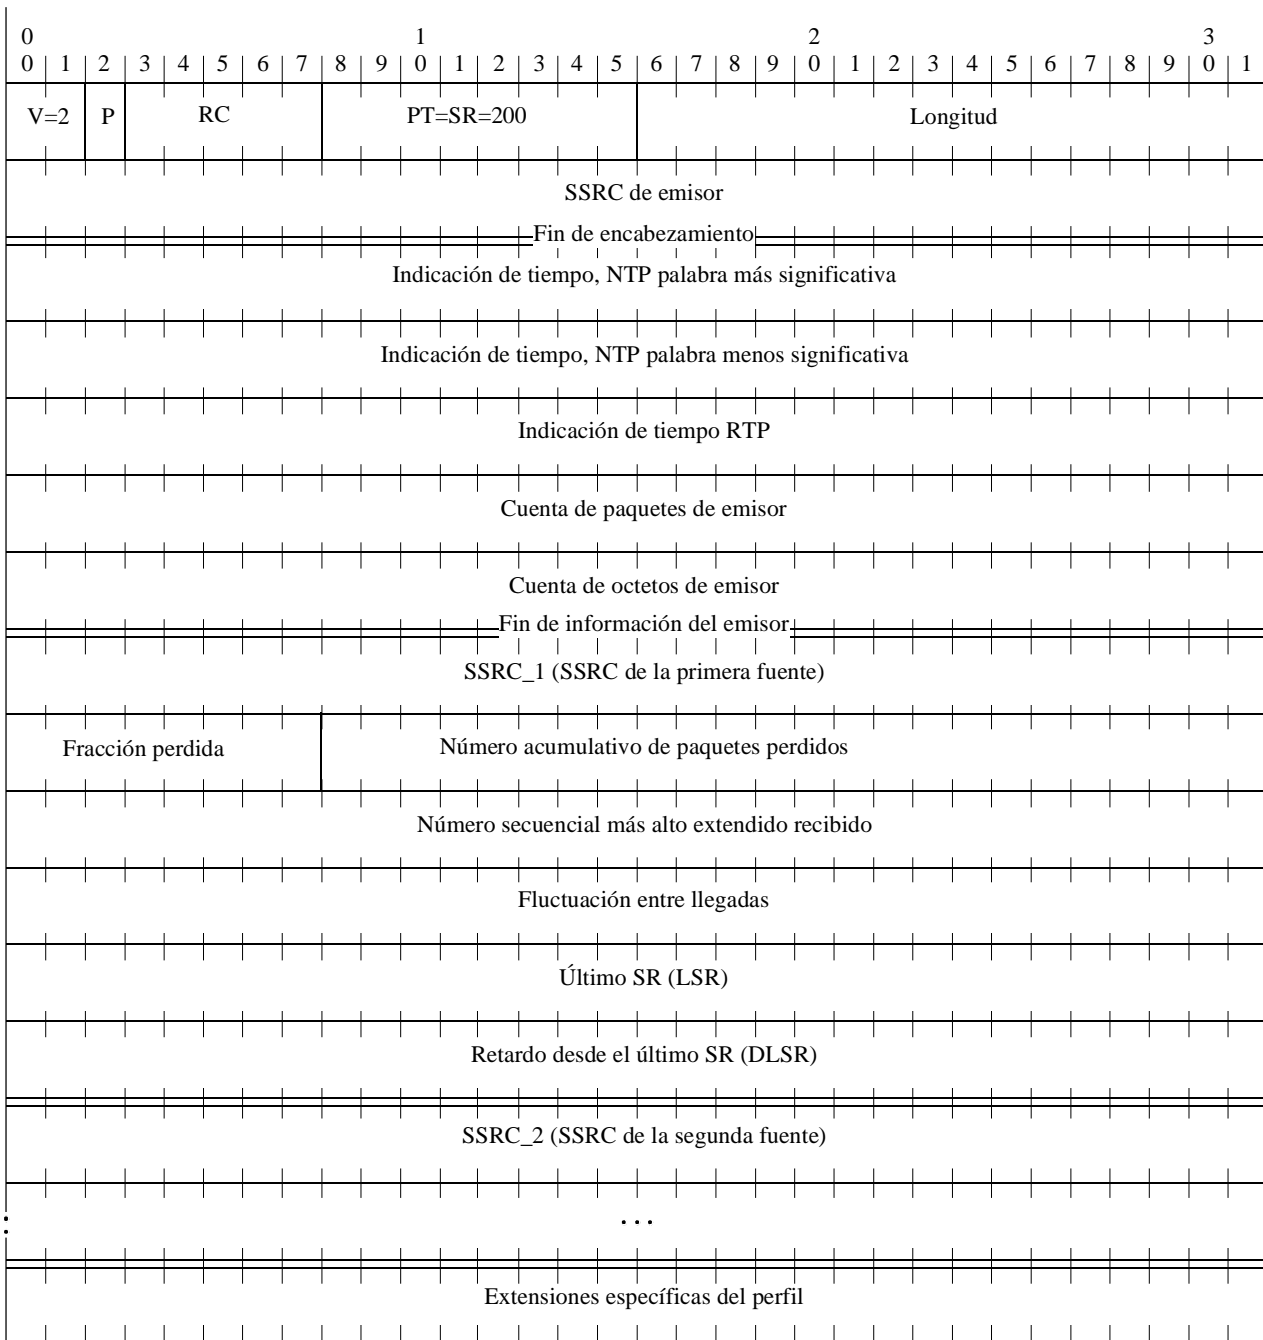 0 1 2 3
0 1 2 3 4 5 6 7 8 9 0 1 2 3 4 5 6 7 8 9 0 1 2 3 4 5 6 7 8 9 0 1
V=2 P RC PT=SR=200 Longitud
SSRC de emisor
Fin de encabezamiento
Indicación de tiempo, NTP palabra más significativa
Indicación de tiempo, NTP palabra menos significativa
Indicación de tiempo RTP
Cuenta de paquetes de emisor
Cuenta de octetos de emisor
Fin de información del emisor
SSRC_1 (SSRC de la primera fuente)
Fracción perdida Número acumulativo de paquetes perdidos
Número secuencial más alto extendido recibido
Fluctuación entre llegadas
Último SR (LSR)
Retardo desde el último SR (DLSR)
SSRC_2 (SSRC de la segunda fuente)
. . .
Extensiones específicas del perfil